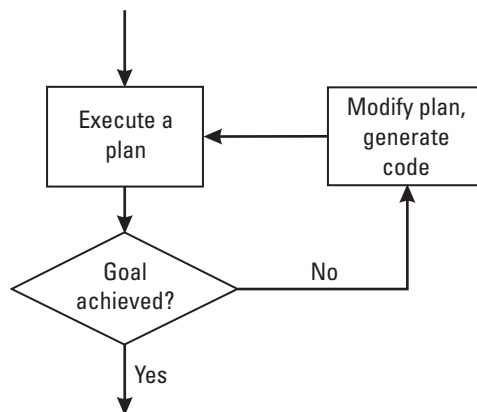 Execute a
plan
Modify plan,
generate
code
Goal
achieved?
No
Yes